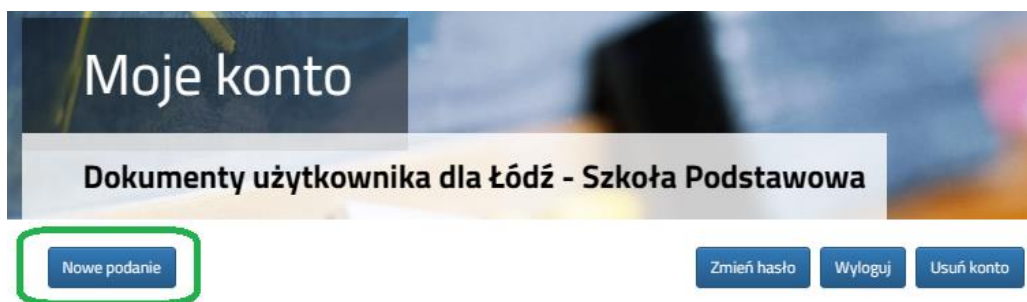 Moje konto
Dokumenty użytkownika dla Łódź - Szkoła Podstawowa
Nowe podanie Zmień hasło Wyloguj Usuń konto